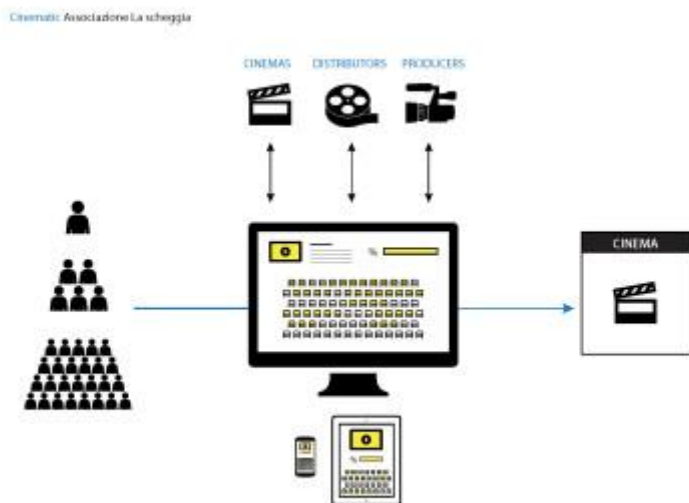 Cinematic Associazione La scheggia
CINEMAS DISTRIBUTORS PRODUCERS
CINEMA